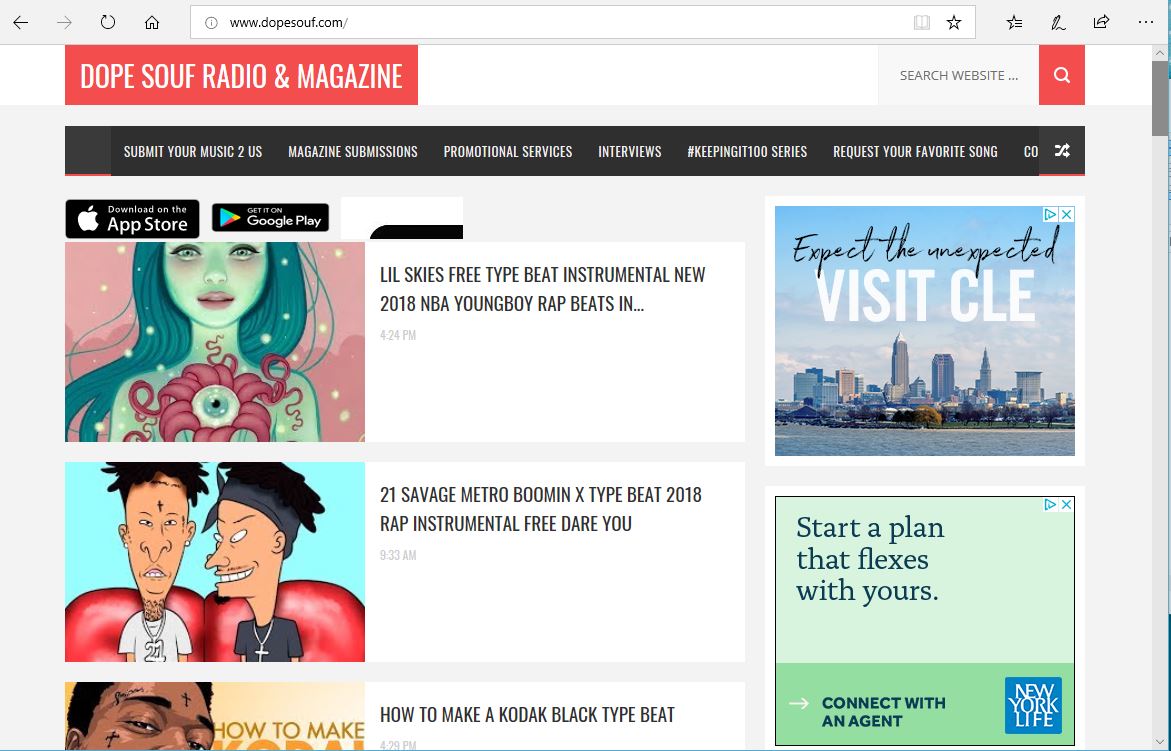 www.dopesouf.com/
DOPE SOUF RADIO & MAGAZINE
SEARCH WEBSITE ...
SUBMIT YOUR MUSIC 2 US MAGAZINE SUBMISSIONS PROMOTIONAL SERVICES INTERVIEWS #KEEPINGIT100 SERIES REQUEST YOUR FAVORITE SONG CO
Download on the
App Store
GET IT ON
Google Play
LIL SKIES FREE TYPE BEAT INSTRUMENTAL NEW
2018 NBA YOUNGBOY RAP BEATS IN...
4:24 PM
21 SAVAGE METRO BOOMIN X TYPE BEAT 2018
RAP INSTRUMENTAL FREE DARE YOU
9:33 AM
21
HOW TO MAKE A KODAK BLACK TYPE BEAT
4:29 PM
HOW TO MAKE
KODAK
Expect the unexpected
VISIT CLE
Start a plan
that flexes
with yours.
CONNECT WITH
AN AGENT
NEW
YORK
LIFE